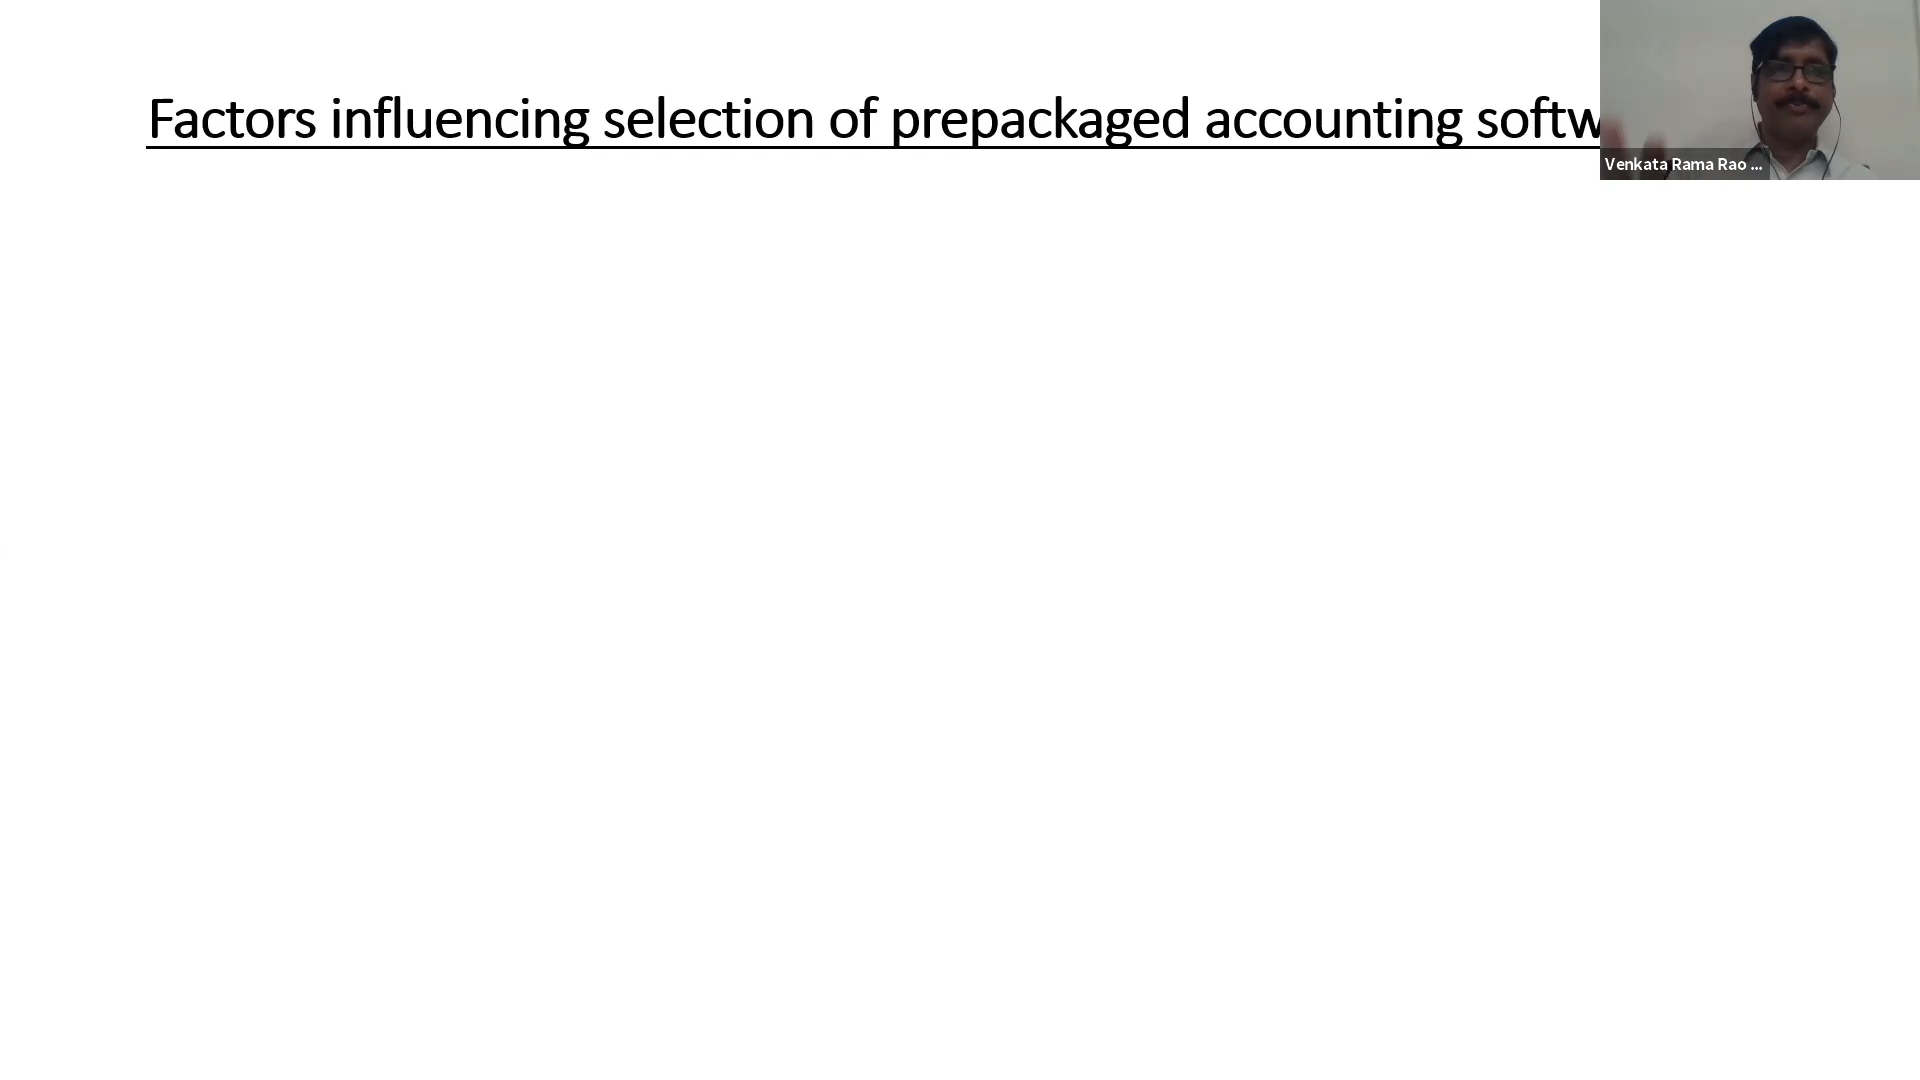 Factors influencing selection of prepackaged accounting softw
Venkata Rama Rao ...